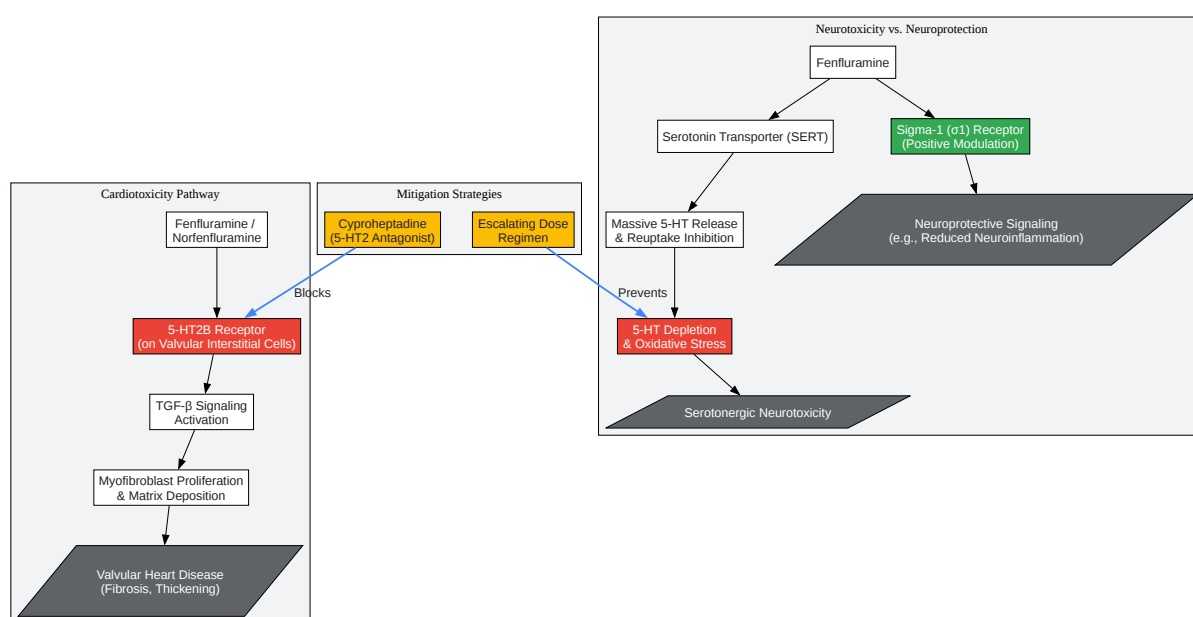 Cardiotoxicity Pathway
Fenfluramine /
Norfenfluramine
5-HT2B Receptor
(on Valvular Interstitial Cells)
TGF-β Signaling
Activation
Myofibroblast Proliferation
& Matrix Deposition
Valvular Heart Disease
(Fibrosis, Thickening)
Mitigation Strategies
Cyproheptadine
(5-HT2 Antagonist)
Escalating Dose
Regimen
Blocks
Prevents
Neurotoxicity vs. Neuroprotection
Fenfluramine
Serotonin Transporter (SERT)
Sigma-1 (σ1) Receptor
(Positive Modulation)
Massive 5-HT Release
& Reuptake Inhibition
Neuroprotective Signaling
(e.g., Reduced Neuroinflammation)
5-HT Depletion
& Oxidative Stress
Serotonergic Neurotoxicity